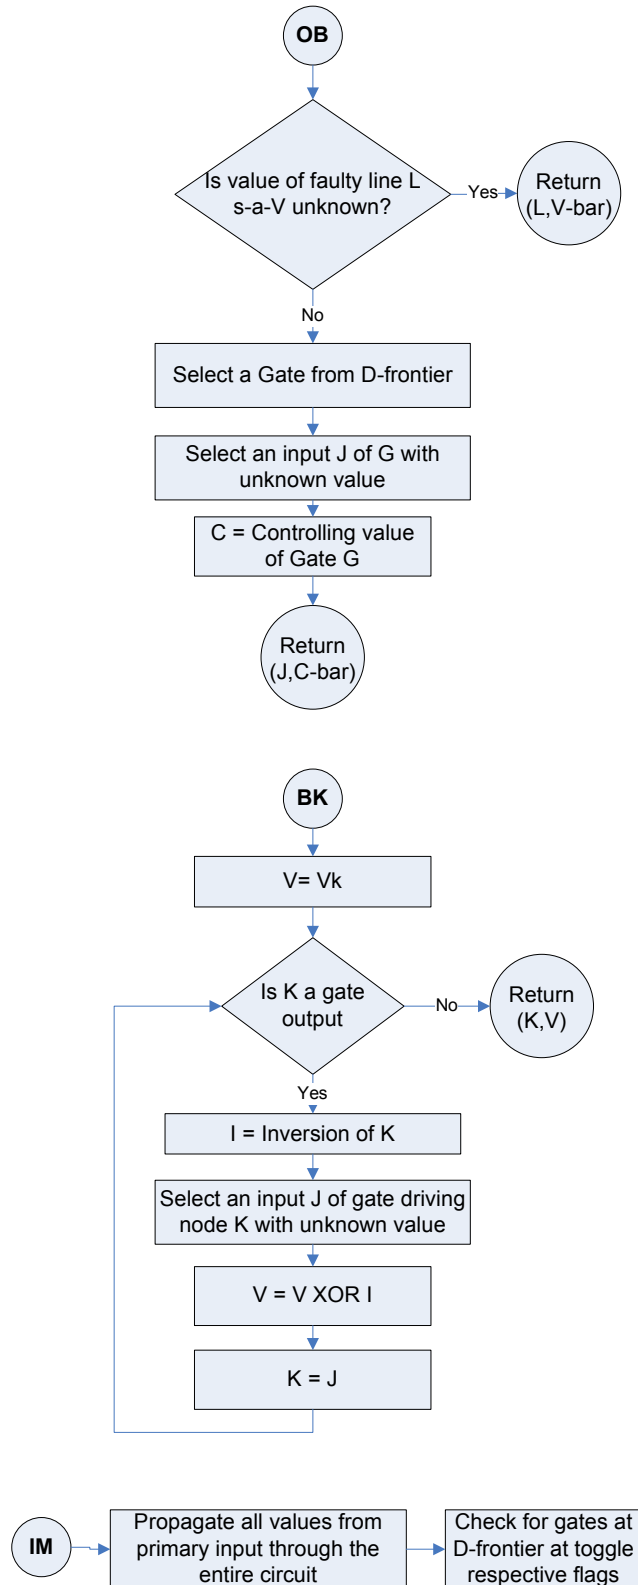 OB
Is value of faulty line L
s-a-V unknown?
Yes
Return
(L,V-bar)
No
Select a Gate from D-frontier
Select an input J of G with
unknown value
C = Controlling value
of Gate G
Return
(J,C-bar)
BK
V= Vk
Is K a gate
output
No
Return
(K,V)
Yes
I = Inversion of K
Select an input J of gate driving
node K with unknown value
V = V XOR I
K = J
IM
Propagate all values from
primary input through the
entire circuit
Check for gates at
D-frontier at toggle
respective flags